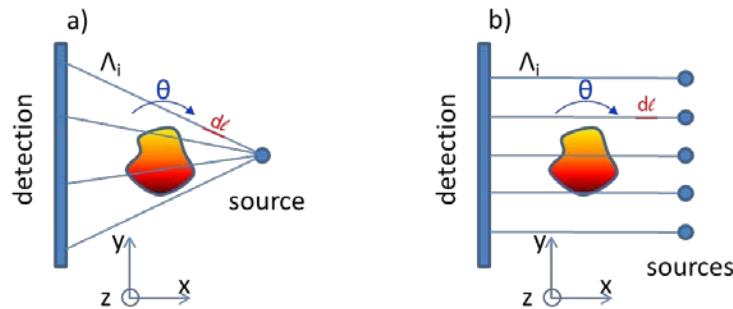 a)
Λi
θ
dℓ
detection
source
y
z
x
b)
Λi
θ
dℓ
detection
y
sources
z
x